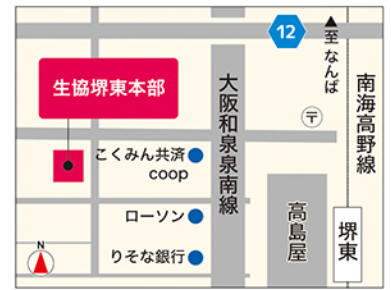 12
▲至 なんば
生協堺東本部
大阪和泉泉南線
南海高野線
〒
こくみん共済
coop
ローソン
高島屋
堺東
りそな銀行
N